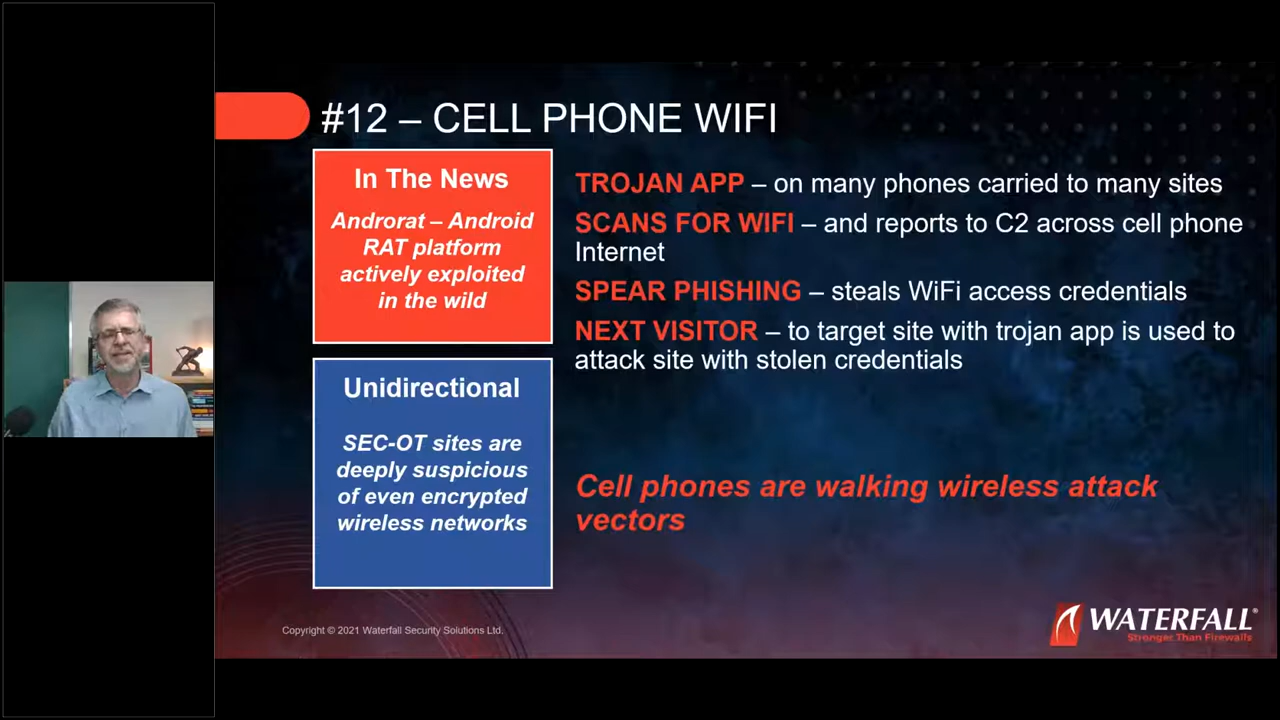 #12 – CELL PHONE WIFI
In The News
Androrat – Android
RAT platform
actively exploited
in the wild
Unidirectional
SEC-OT sites are
deeply suspicious
of even encrypted
wireless networks
TROJAN APP – on many phones carried to many sites
SCANS FOR WIFI – and reports to C2 across cell phone
Internet
SPEAR PHISHING – steals WiFi access credentials
NEXT VISITOR – to target site with trojan app is used to
attack site with stolen credentials
Cell phones are walking wireless attack
vectors
Copyright © 2021 Waterfall Security Solutions Ltd.
WATERFALL®
Stronger Than Firewalls